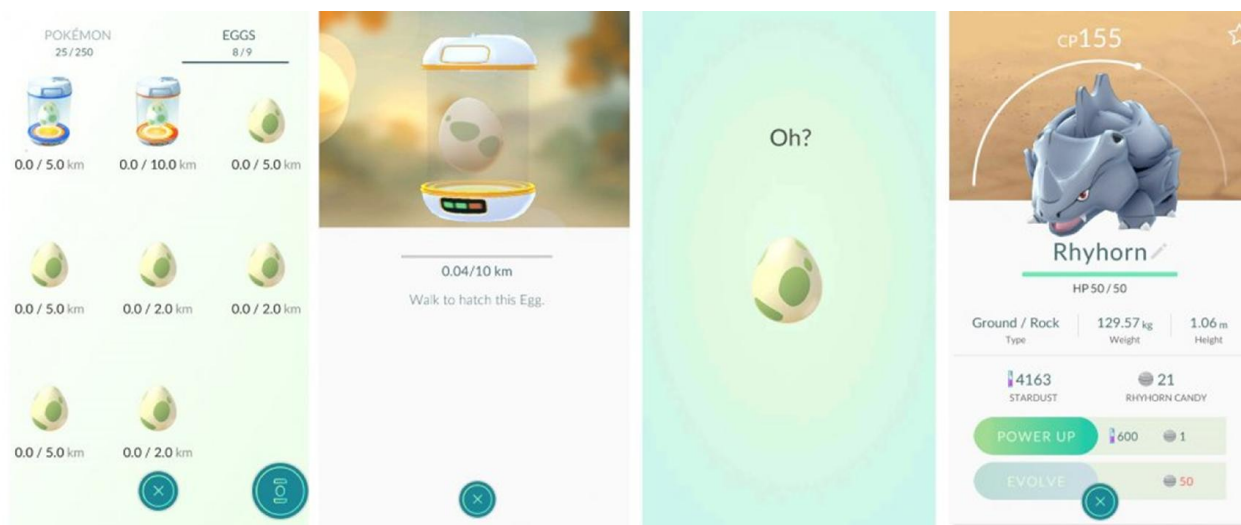 POKÉMON
25/250
EGGS
8/9
0.0 / 5.0 km
0.0 / 10.0 km
0.0 / 5.0 km
0.0 / 5.0 km
0.0 / 2.0 km
0.0 / 2.0 km
0.0 / 5.0 km
0.0 / 2.0 km
0.04/10 km
Walk to hatch this Egg.
Oh?
CP155
Rhyhorn
HP 50 / 50
Ground / Rock
Type
129.57 kg
Weight
1.06 m
Height
4163
STARDUST
21
RHYHORN CANDY
POWER UP
600
1
EVOLVE
50